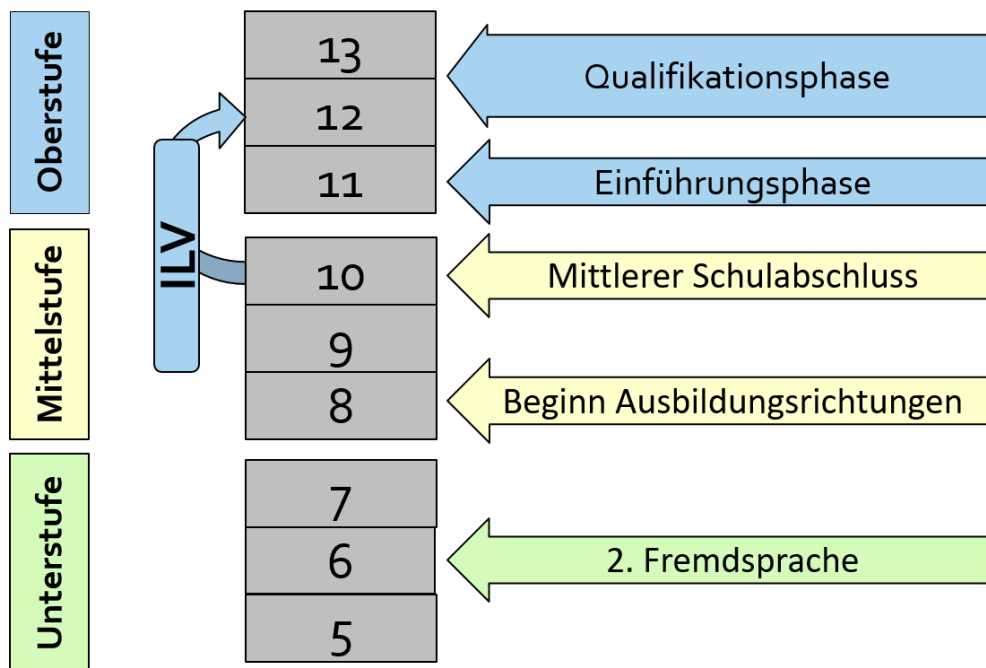 Oberstufe
13
Qualifikationsphase
12
11
Einführungsphase
ILV
Mittelstufe
10
Mittlerer Schulabschluss
9
8
Beginn Ausbildungsrichtungen
Unterstufe
7
6
2. Fremdsprache
5